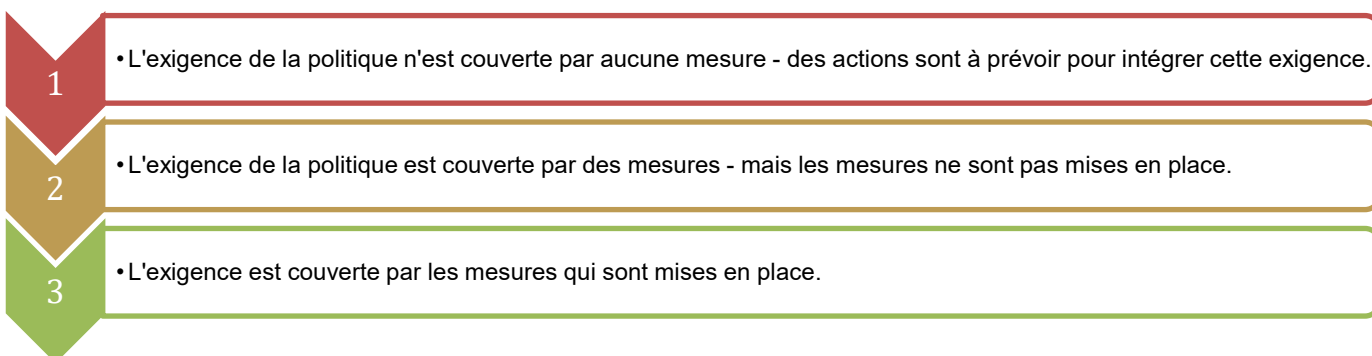 1
• L'exigence de la politique n'est couverte par aucune mesure - des actions sont à prévoir pour intégrer cette exigence.
2
• L'exigence de la politique est couverte par des mesures - mais les mesures ne sont pas mises en place.
3
• L'exigence est couverte par les mesures qui sont mises en place.